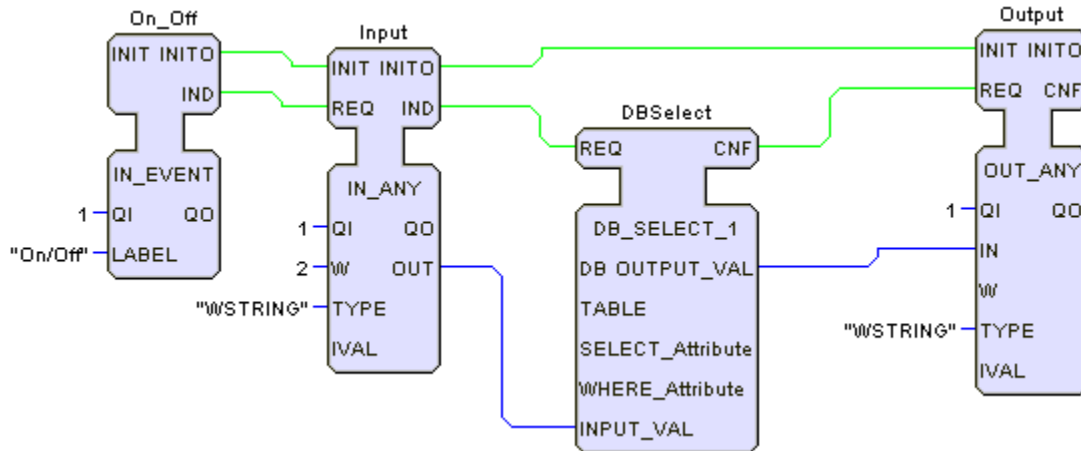 On_Off
INIT INITO
IND
IN_EVENT
1 QI QO
"On/Off" LABEL
Input
INIT INITO
REQ IND
IN_ANY
1 QI QO
2 W OUT
"WSTRING" TYPE
IVAL
DBSelect
REQ CNF
DB_SELECT_1
DB OUTPUT_VAL
TABLE
SELECT_Attribute
WHERE_Attribute
INPUT_VAL
Output
INIT INITO
REQ CNF
OUT_ANY
1 QI QO
IN
W
"WSTRING" TYPE
IVAL